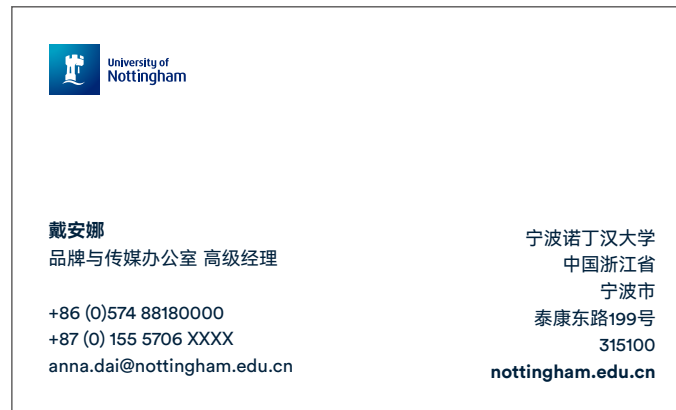 University of
Nottingham
戴安娜
品牌与传媒办公室 高级经理
+86 (0)574 88180000
+87 (0) 155 5706 XXXX
anna.dai@nottingham.edu.cn
宁波诺丁汉大学
中国浙江省
宁波市
泰康东路199号
315100
nottingham.edu.cn